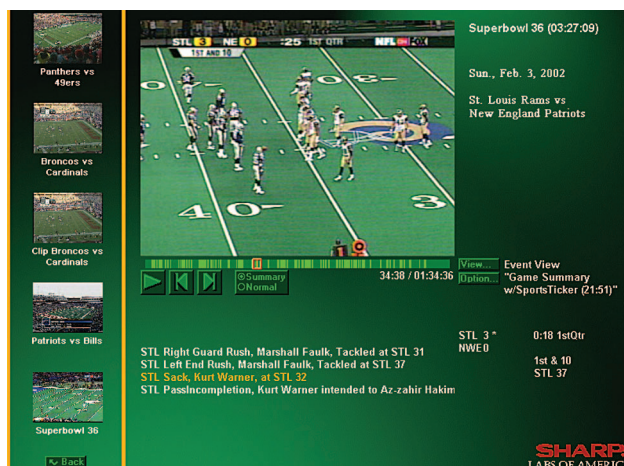 Panthers vs
49ers
Broncos vs
Cardinals
Clip Broncos vs
Cardinals
Patriots vs Bills
Superbowl 36
Back
STL 3 NE 0 :25 1ST QTR NFL
1ST AND 10
4 0
3
34:38 / 01:34:36
Summary
Normal
STL Right Guard Rush, Marshall Faulk, Tackled at STL 31
STL Left End Rush, Marshall Faulk, Tackled at STL 37
STL Sack, Kurt Warner, at STL 32
STL PassIncompletion, Kurt Warner intended to Az-zahir Hakim
Superbowl 36 (03:27:09)
Sun., Feb. 3, 2002
St. Louis Rams vs
New England Patriots
View... Event View
Option... "Game Summary
w/SportsTicker (21:51)"
STL 3 * 0:18 1stQtr
NWE0
1st & 10
STL 37
SHARP
LABS OF AMERICA